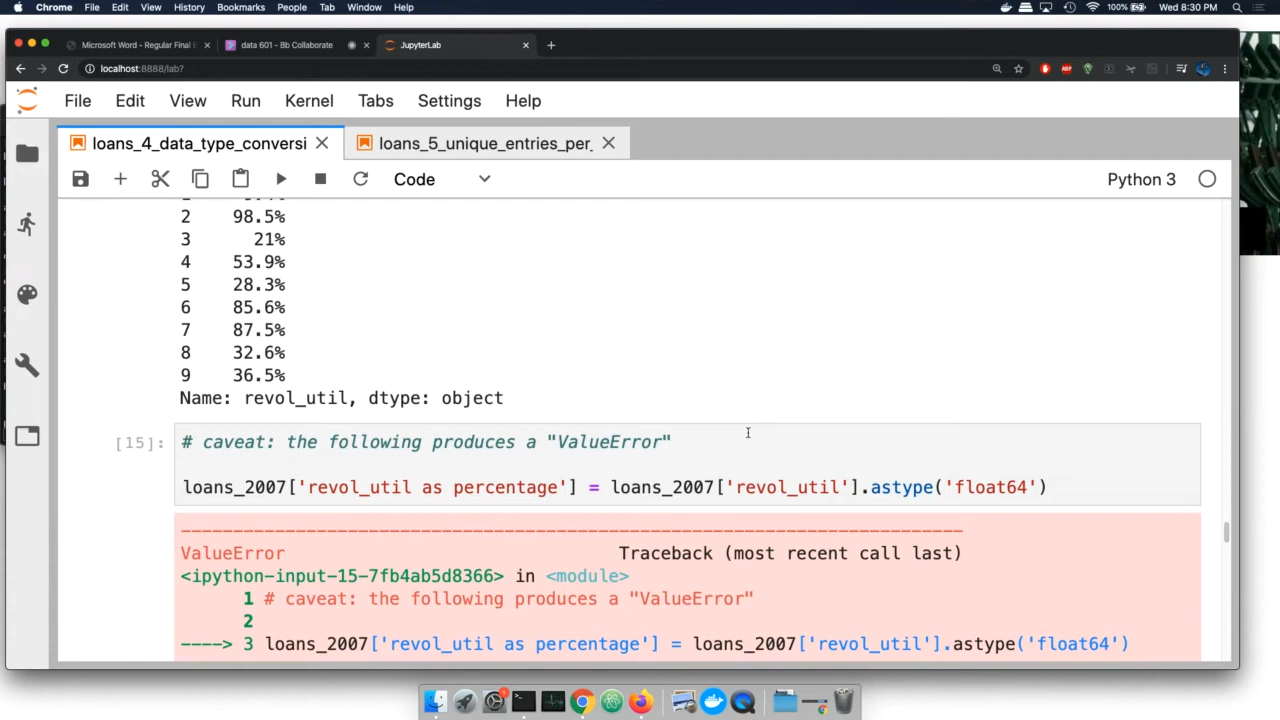 Chrome File Edit View History Bookmarks People Tab Window Help 100% Wed 8:30 PM
Microsoft Word - Regular Final E data 601 - Bb Collaborate JupyterLab
localhost:8888/lab?
File Edit View Run Kernel Tabs Settings Help
loans_4_data_type_conversi loans_5_unique_entries_per_
Code Python 3
2 98.5%
3 21%
4 53.9%
5 28.3%
6 85.6%
7 87.5%
8 32.6%
9 36.5%
Name: revol_util, dtype: object
[15]: # caveat: the following produces a "ValueError"
loans_2007['revol_util as percentage'] = loans_2007['revol_util'].astype('float64')
---------------------------------------------------------------------------
ValueError Traceback (most recent call last)
<ipython-input-15-7fb4ab5d8366> in <module>
1 # caveat: the following produces a "ValueError"
2
----> 3 loans_2007['revol_util as percentage'] = loans_2007['revol_util'].astype('float64')